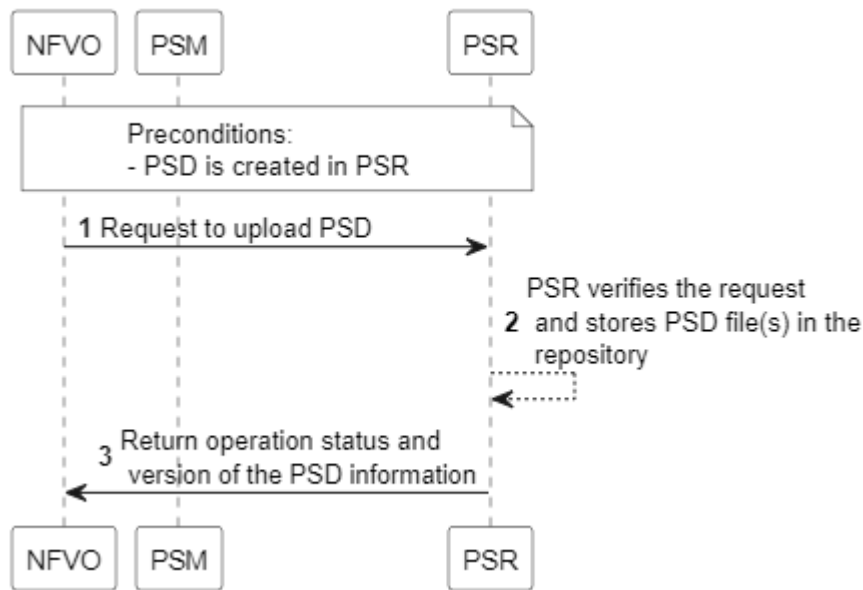 NFVO PSM PSR
Preconditions:
- PSD is created in PSR
1 Request to upload PSD
PSR verifies the request
2 and stores PSD file(s) in the
repository
3 Return operation status and
version of the PSD information
NFVO PSM PSR